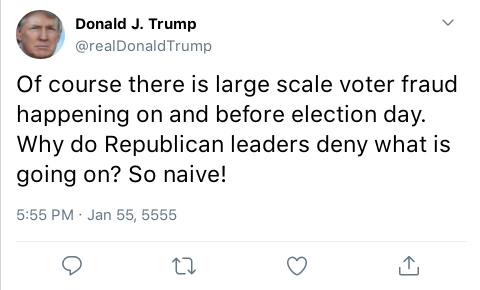 Donald J. Trump
@realDonaldTrump
Of course there is large scale voter fraud
happening on and before election day.
Why do Republican leaders deny what is
going on? So naive!
5:55 PM · Jan 55, 5555